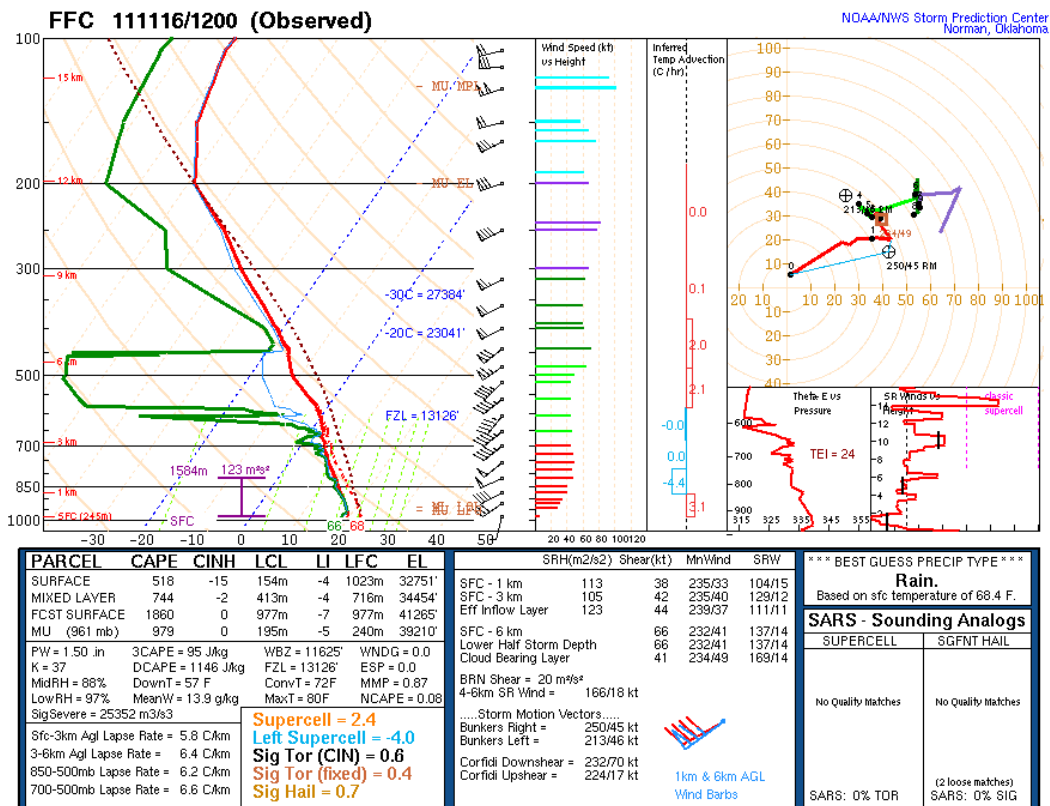 FFC 111116/1200 (Observed)
NOAA/NWS Storm Prediction Center
Norman, Oklahoma
100
200
300
500
700
850
1000
15 km
12 km
9 km
3 km
1 km
SFC (245m)
MU EL
-30C = 27384'
-20C = 23041'
FZL = 13126'
1584m 123 m²s²
SFC
66 68
-30 -20 -10 0 10 20 30 40 50
Wind Speed (kt)
vs Height
20 40 60 80 100120
Inferred
Temp Advection
(C / hr)
0.0
0.1
2.0
2.1
-0.0
0.0
-4.4
3.1
100
90
80
70
60
50
40
30
20
10
20 10 10 20 30 40 50 60 70 80 90 100
10
20
30
40
250/45 RM
Theta-E vs
Pressure
TEI = 24
600
700
800
900
315 325 335 345 355
SR Winds vs
Height
classic
supercell
14
12
10
8
6
4
2
PARCEL CAPE CINH LCL LI LFC EL
SURFACE 518 -15 154m -4 1023m 32751'
MIXED LAYER 744 -2 413m -4 716m 34454'
FCST SURFACE 1860 0 977m -7 977m 41265'
MU (961 mb) 979 0 195m -5 240m 39210'
PW = 1.50 .in 3CAPE = 95 J/kg WBZ = 11625' WNDG = 0.0
K = 37 DCAPE = 1146 J/kg FZL = 13126' ESP = 0.0
MidRH = 88% DownT = 57 F ConvT = 72F MMP = 0.87
LowRH = 97% MeanW = 13.9 g/kg MaxT = 80F NCAPE = 0.08
SigSevere = 25352 m3/s3
Sfc-3km Agl Lapse Rate = 5.8 C/km
3-6km Agl Lapse Rate = 6.4 C/km
850-500mb Lapse Rate = 6.2 C/km
700-500mb Lapse Rate = 6.6 C/km
Supercell = 2.4
Left Supercell = -4.0
Sig Tor (CIN) = 0.6
Sig Tor (fixed) = 0.4
Sig Hail = 0.7
SRH(m2/s2) Shear(kt) MnWind SRW
SFC - 1 km 113 38 235/33 104/15
SFC - 3 km 105 42 235/40 129/12
Eff Inflow Layer 123 44 239/37 111/11
SFC - 6 km 66 232/41 137/14
Lower Half Storm Depth 66 232/41 137/14
Cloud Bearing Layer 41 234/49 169/14
BRN Shear = 20 m²/s²
4-6km SR Wind = 166/18 kt
.....Storm Motion Vectors.....
Bunkers Right = 250/45 kt
Bunkers Left = 213/46 kt
Corfidi Downshear = 232/70 kt
Corfidi Upshear = 224/17 kt
1km & 6km AGL
Wind Barbs
*** BEST GUESS PRECIP TYPE ***
Rain.
Based on sfc temperature of 68.4 F.
SARS - Sounding Analogs
SUPERCELL SGFNT HAIL
No Quality Matches No Quality Matches
(2 loose matches)
SARS: 0% TOR SARS: 0% SIG